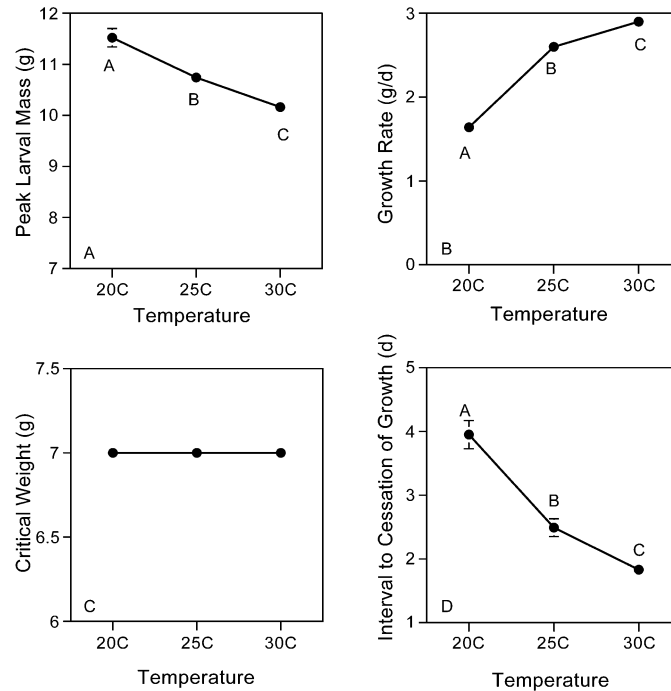 Peak Larval Mass (g)
12
11
10
9
8
7
A
B
C
A
20C 25C 30C
Temperature
Growth Rate (g/d)
3
2
1
0
A
B
C
B
20C 25C 30C
Temperature
Critical Weight (g)
7.5
7
6.5
6
C
20C 25C 30C
Temperature
Interval to Cessation of Growth (d)
5
4
3
2
1
A
B
C
D
20C 25C 30C
Temperature